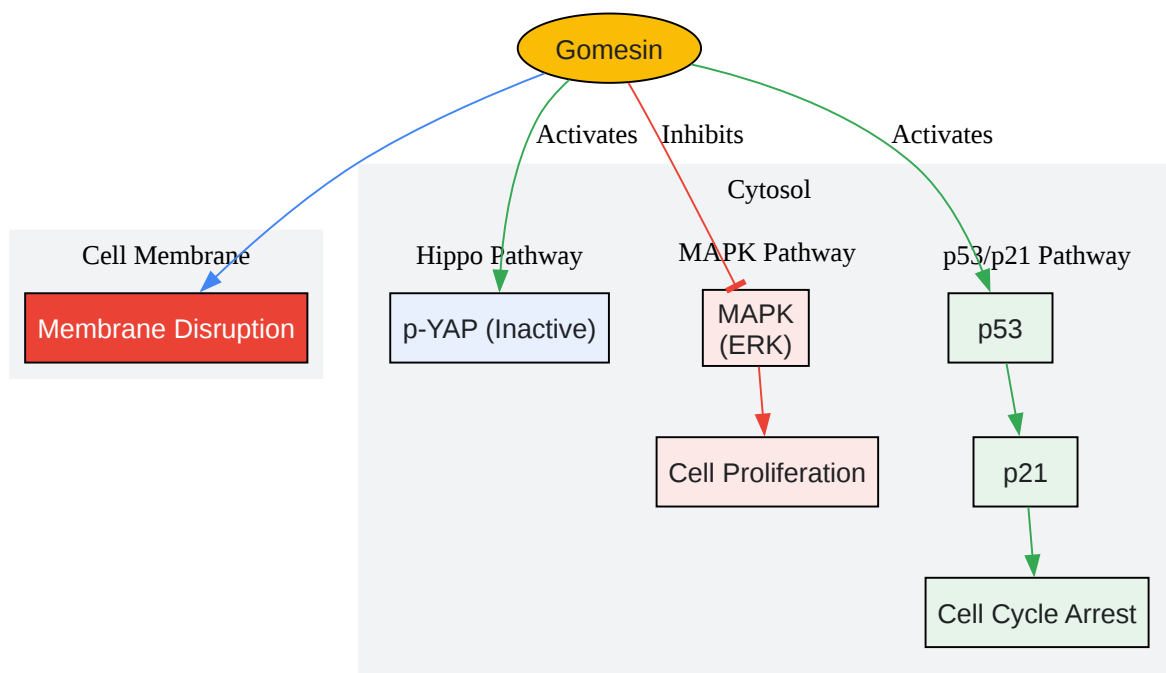 Gomesin
Activates
Inhibits
Activates
Cytosol
Cell Membrane
Hippo Pathway
MAPK Pathway
p53/p21 Pathway
Membrane Disruption
p-YAP (Inactive)
MAPK
(ERK)
p53
Cell Proliferation
p21
Cell Cycle Arrest